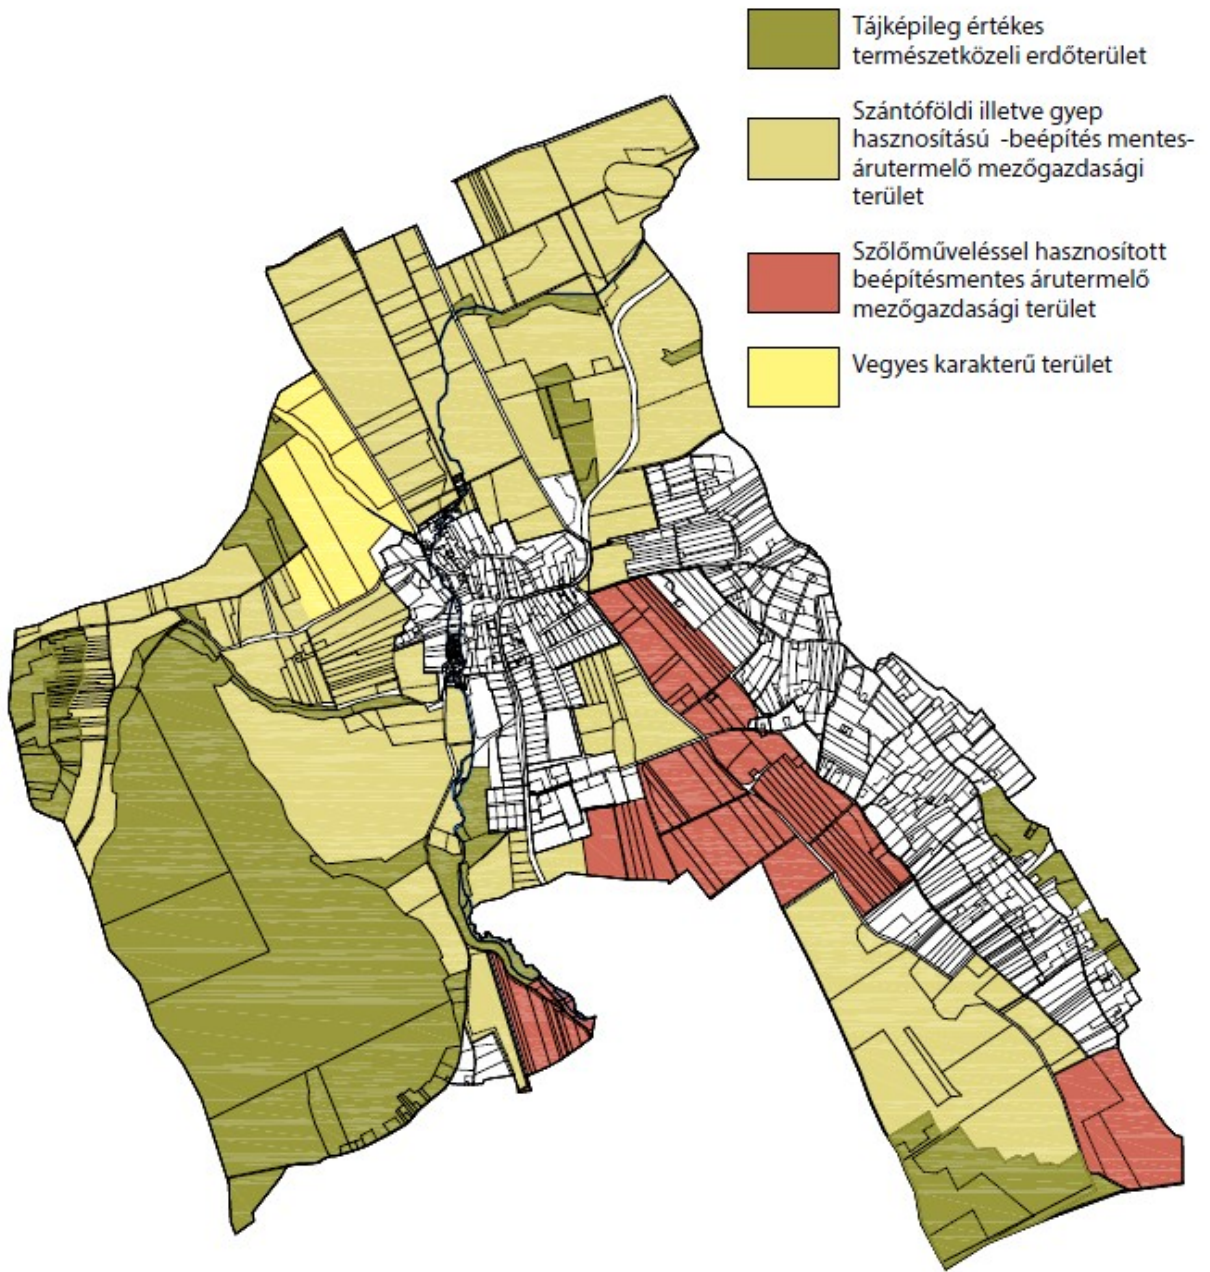 Tájképileg értékes
természetközeli erdőterület
Szántóföldi illetve gyep
hasznosítású -beépítés mentes-
árutermelő mezőgazdasági
terület
Szőlőműveléssel hasznosított
beépítésmentes árutermelő
mezőgazdasági terület
Vegyes karakterű terület